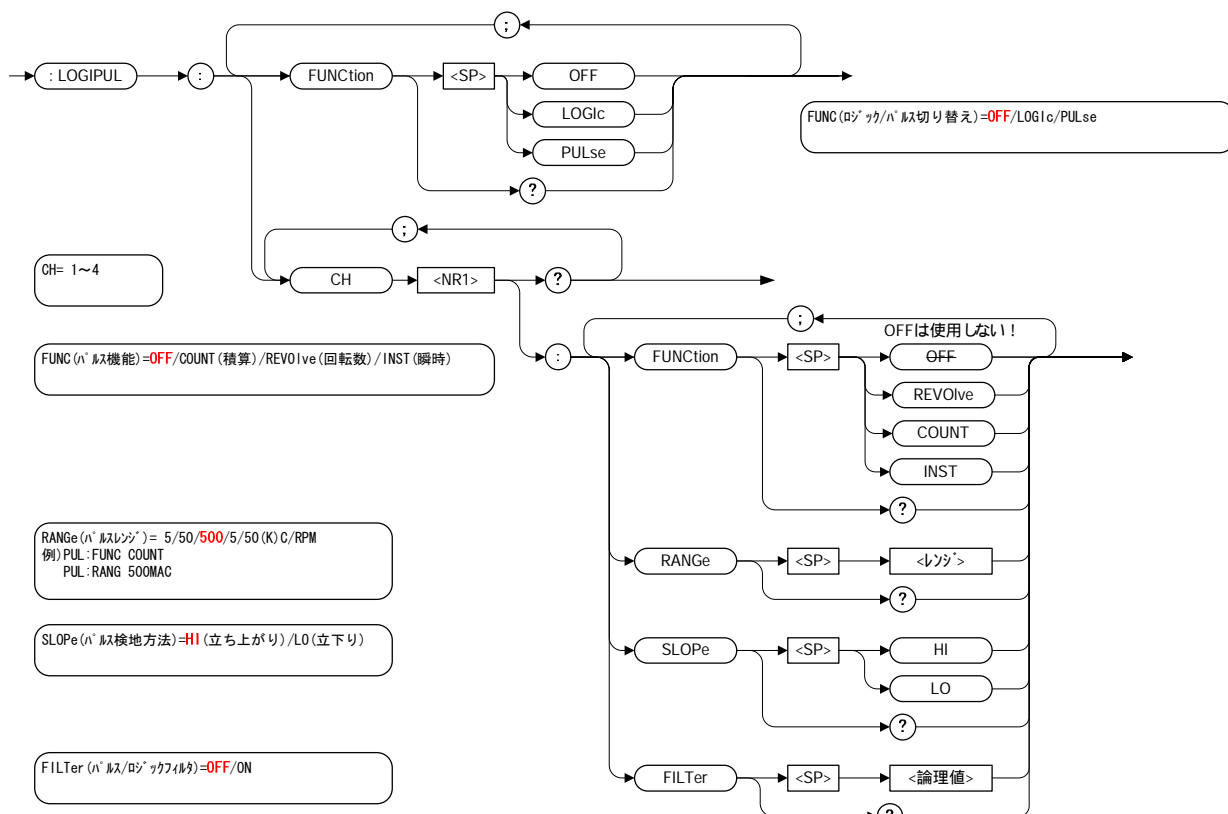 ;
: LOGIPUL : FUNCtion <SP> OFF
LOGIc
PULse
?
FUNC(ﾛｼﾞｯｸ/ﾊﾟﾙｽ切り替え)=OFF/LOGIc/PULse
;
CH= 1～4
CH <NR1> ?
;
OFFは使用しない！
FUNC(ﾊﾟﾙｽ機能)=OFF/COUNT(積算)/REVOlve(回転数)/INST(瞬時)
: FUNCtion <SP> OFF
REVOlve
COUNT
INST
?
RANGe(ﾊﾟﾙｽﾚﾝｼﾞ)= 5/50/500/5/50(K)C/RPM
例)PUL:FUNC COUNT
PUL:RANG 500MAC
RANGe <SP> <ﾚﾝｼﾞ>
?
SLOPe(ﾊﾟﾙｽ検地方法)=HI(立ち上がり)/LO(立下り)
SLOPe <SP> HI
LO
?
FILTer(ﾊﾟﾙｽ/ﾛｼﾞｯｸﾌｨﾙﾀ)=OFF/ON
FILTer <SP> <論理値>
?